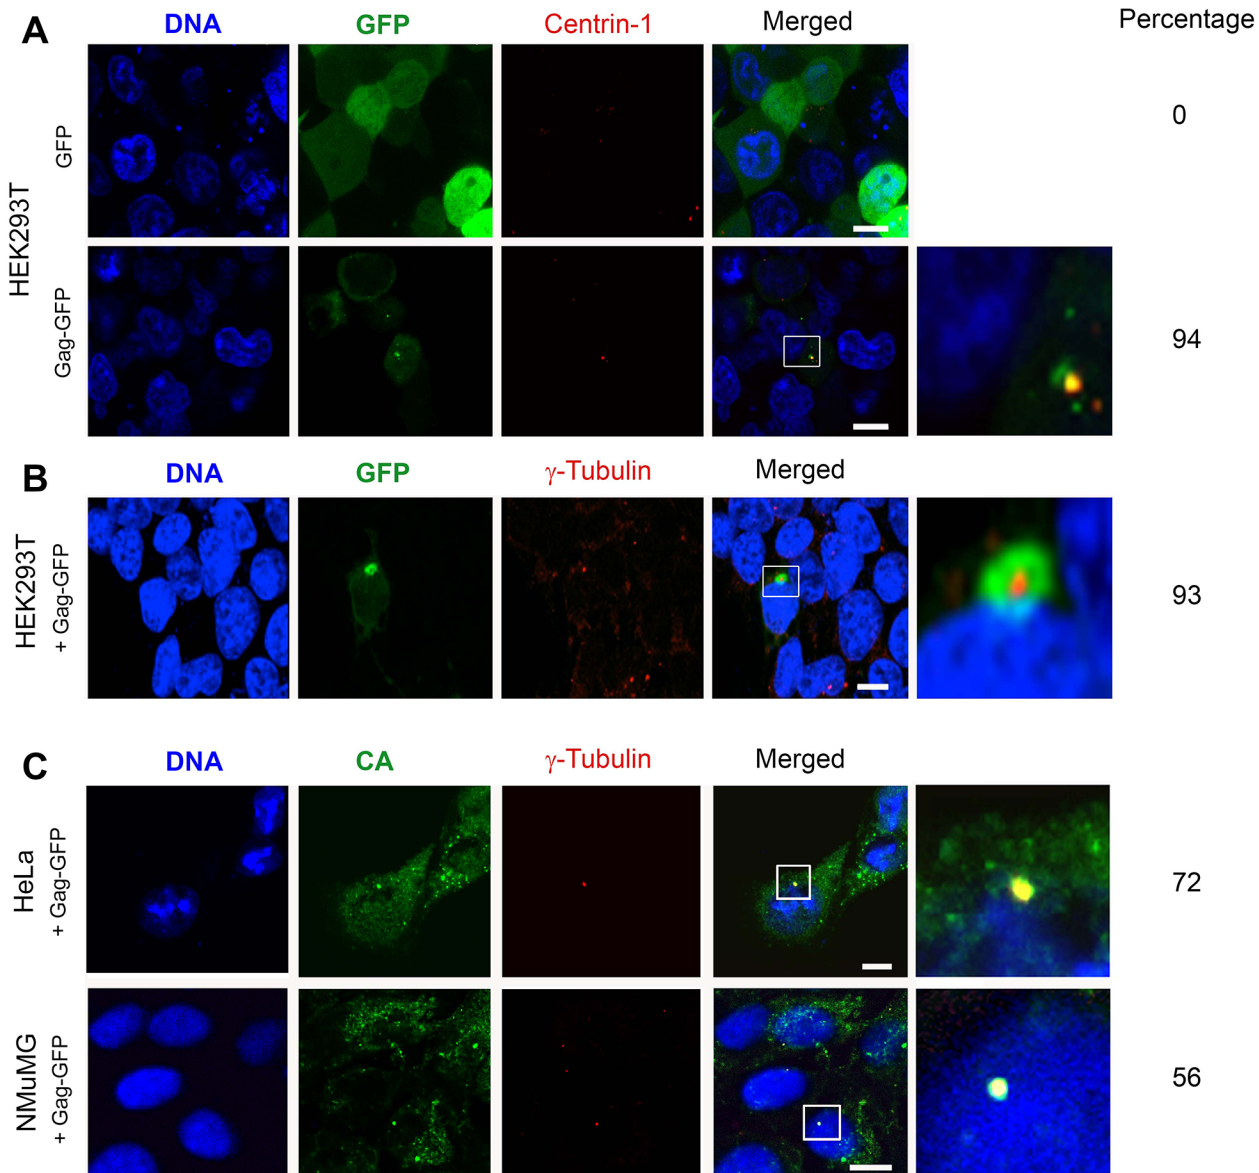 A
DNA
GFP
Centrin-1
Merged
Percentage
HEK293T
GFP
0
Gag-GFP
94
B
DNA
GFP
γ-Tubulin
Merged
HEK293T
+ Gag-GFP
93
C
DNA
CA
γ-Tubulin
Merged
HeLa
+ Gag-GFP
72
NMuMG
+ Gag-GFP
56